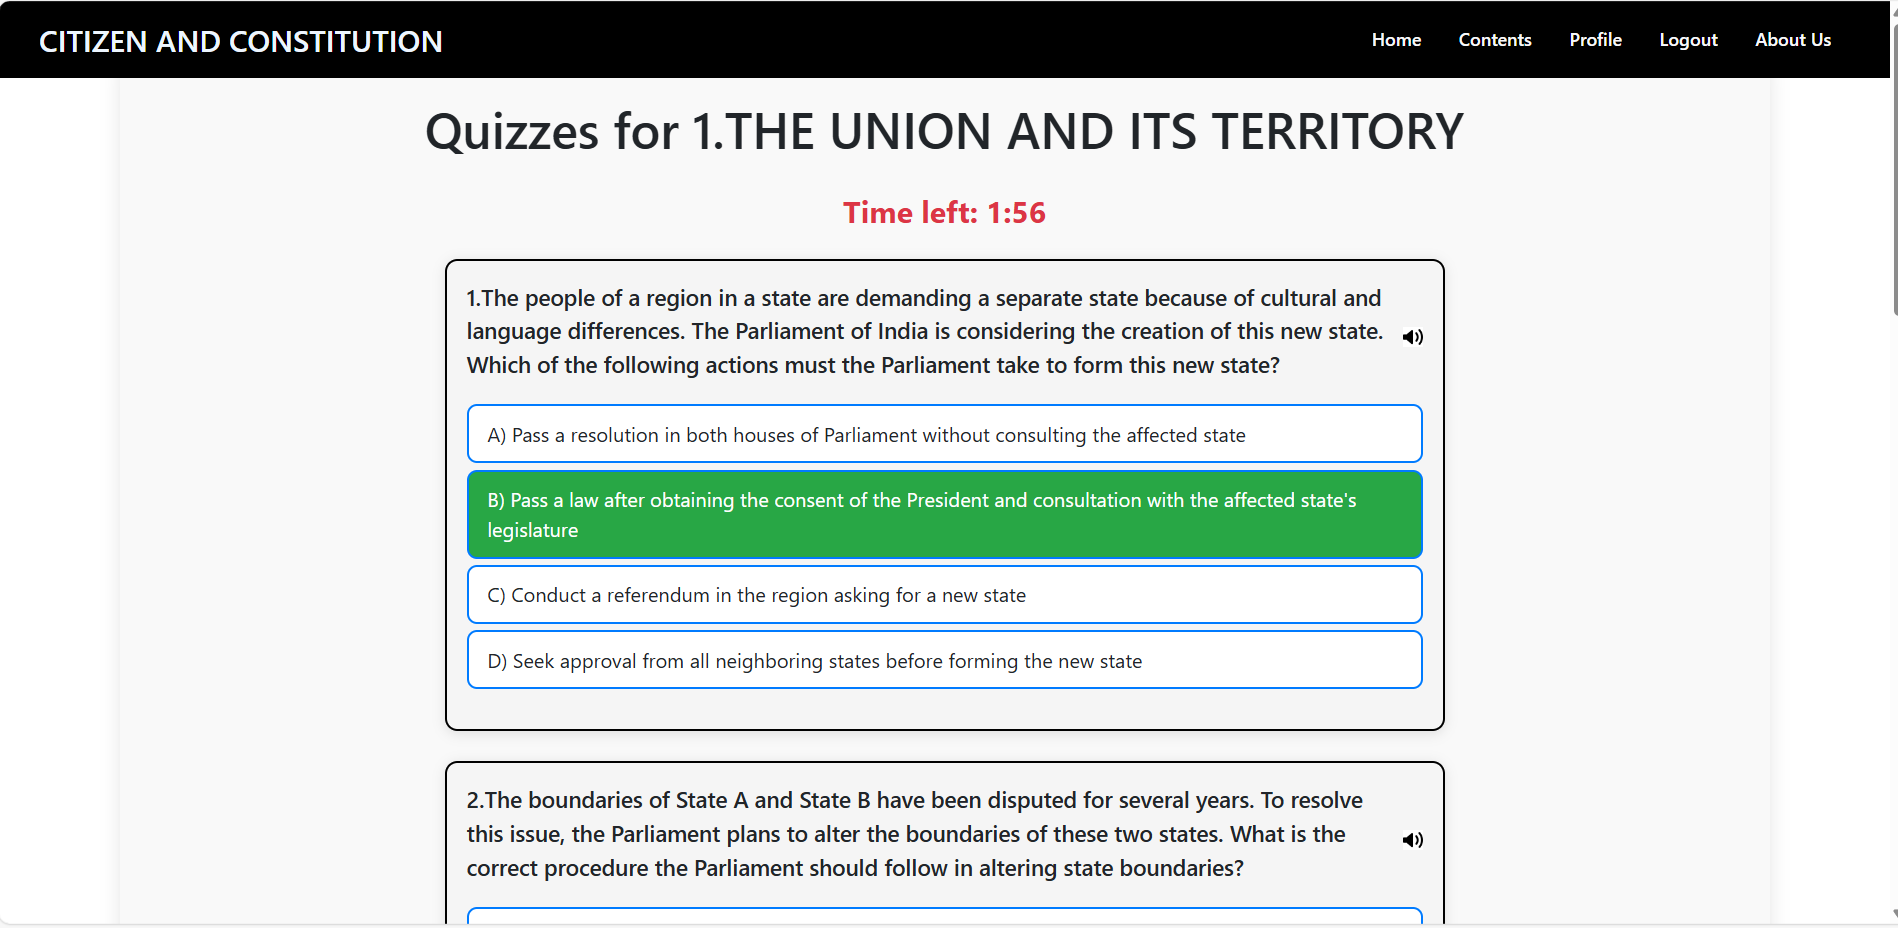 CITIZEN AND CONSTITUTION
Home Contents Profile Logout About Us
Quizzes for 1.THE UNION AND ITS TERRITORY
Time left: 1:56
1.The people of a region in a state are demanding a separate state because of cultural and
language differences. The Parliament of India is considering the creation of this new state.
Which of the following actions must the Parliament take to form this new state?
A) Pass a resolution in both houses of Parliament without consulting the affected state
B) Pass a law after obtaining the consent of the President and consultation with the affected state's
legislature
C) Conduct a referendum in the region asking for a new state
D) Seek approval from all neighboring states before forming the new state
2.The boundaries of State A and State B have been disputed for several years. To resolve
this issue, the Parliament plans to alter the boundaries of these two states. What is the
correct procedure the Parliament should follow in altering state boundaries?